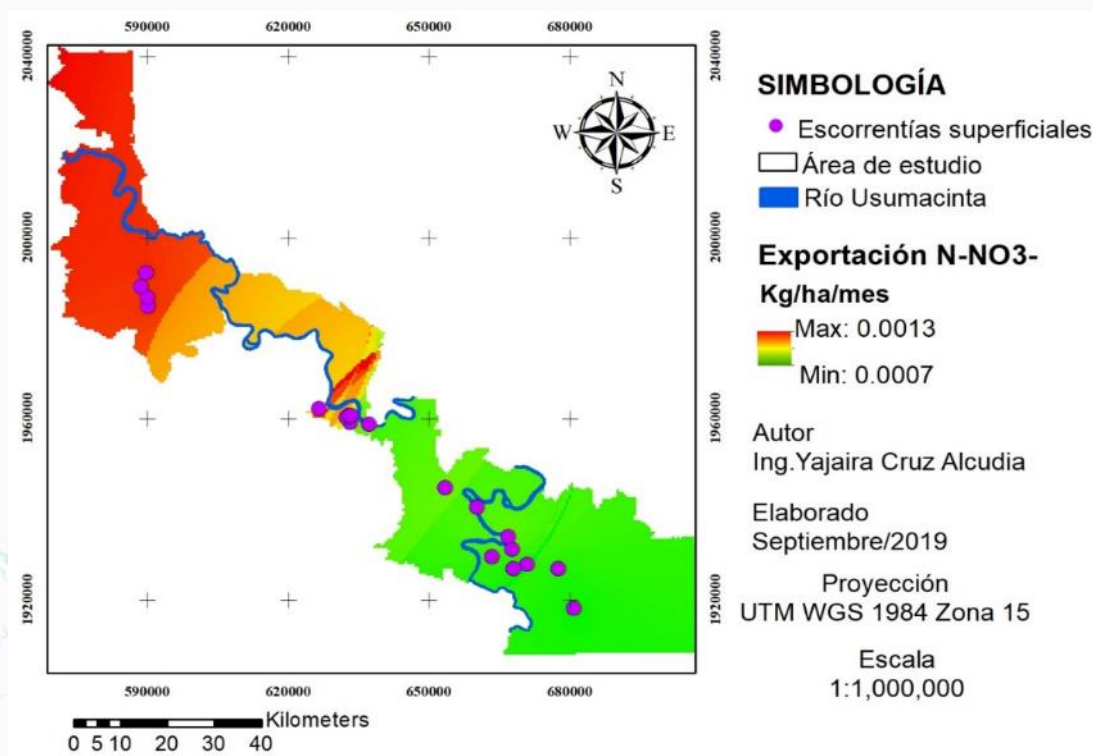 590000 620000 650000 680000
2040000 2040000
N
W E
S
2000000 2000000
1960000 1960000
1920000 1920000
590000 620000 650000 680000
Kilometers
0 5 10 20 30 40
SIMBOLOGÍA
Escorrentías superficiales
Área de estudio
Río Usumacinta
Exportación N-NO3-
Kg/ha/mes
Max: 0.0013
Min: 0.0007
Autor
Ing.Yajaira Cruz Alcudia
Elaborado
Septiembre/2019
Proyección
UTM WGS 1984 Zona 15
Escala
1:1,000,000